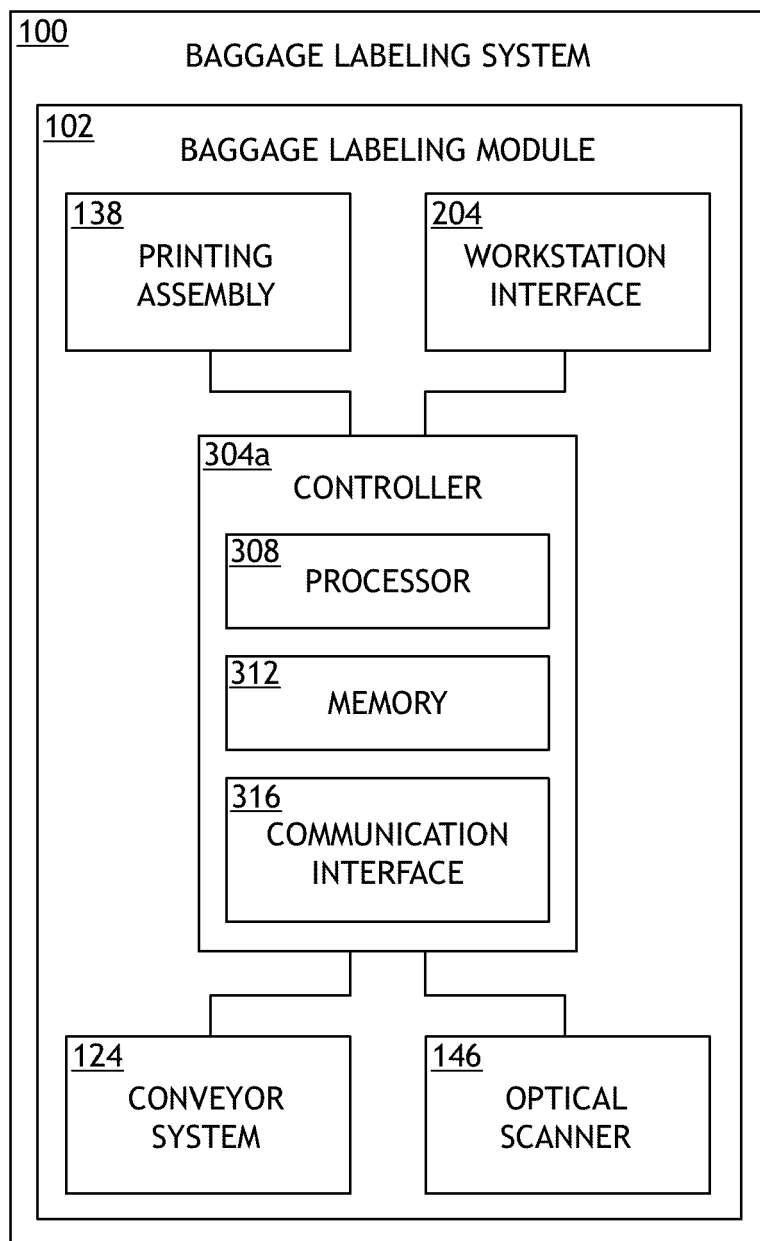 100
BAGGAGE LABELING SYSTEM
102
BAGGAGE LABELING MODULE
138
PRINTING
ASSEMBLY
204
WORKSTATION
INTERFACE
304a
CONTROLLER
308
PROCESSOR
312
MEMORY
316
COMMUNICATION
INTERFACE
124
CONVEYOR
SYSTEM
146
OPTICAL
SCANNER